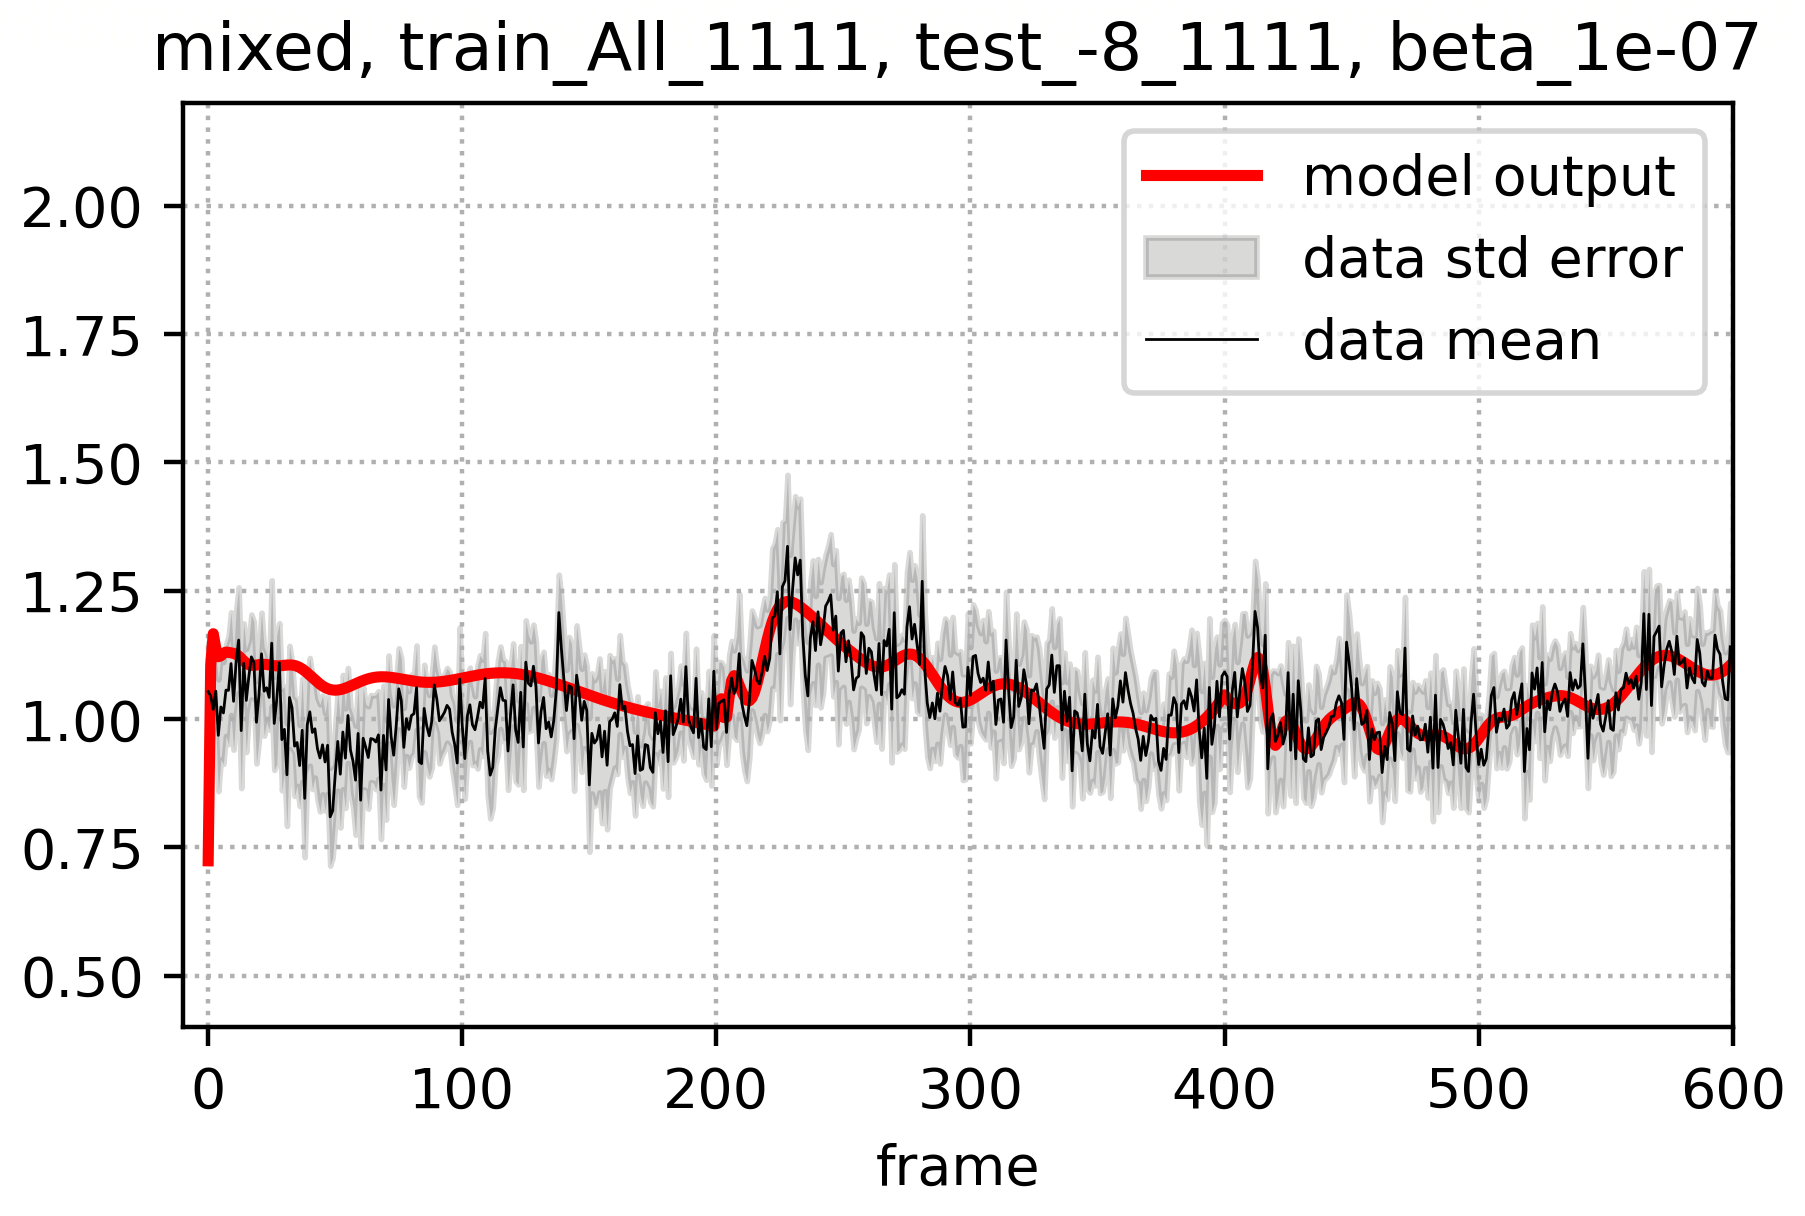 mixed, train_All_1111, test_-8_1111, beta_1e-07
model output
data std error
data mean
2.00
1.75
1.50
1.25
1.00
0.75
0.50
0 100 200 300 400 500 600
frame